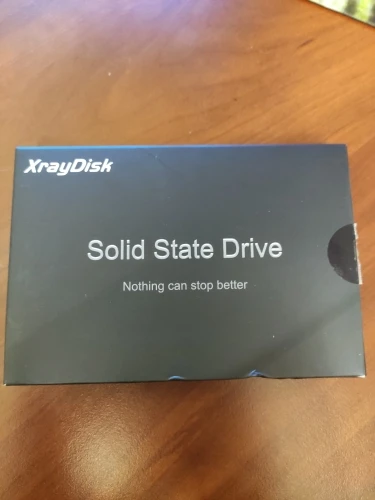 XrayDisk
Solid State Drive
Nothing can stop better